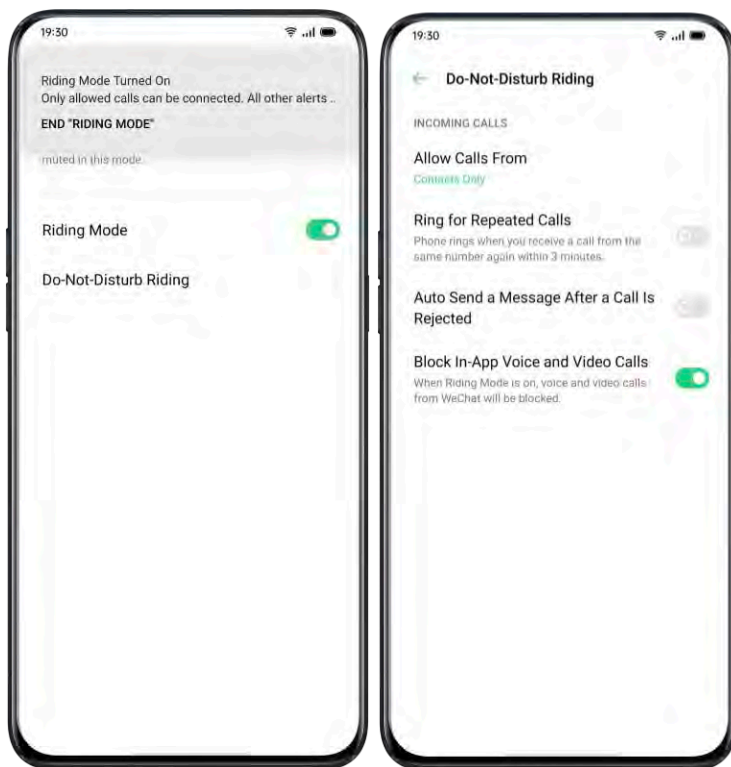 19:30
Riding Mode Turned On
Only allowed calls can be connected. All other alerts ..
END "RIDING MODE"
muted in this mode.
Riding Mode
Do-Not-Disturb Riding
19:30
Do-Not-Disturb Riding
INCOMING CALLS
Allow Calls From
Contacts Only
Ring for Repeated Calls
Phone rings when you receive a call from the
same number again within 3 minutes.
Auto Send a Message After a Call Is
Rejected
Block In-App Voice and Video Calls
When Riding Mode is on, voice and video calls
from WeChat will be blocked.